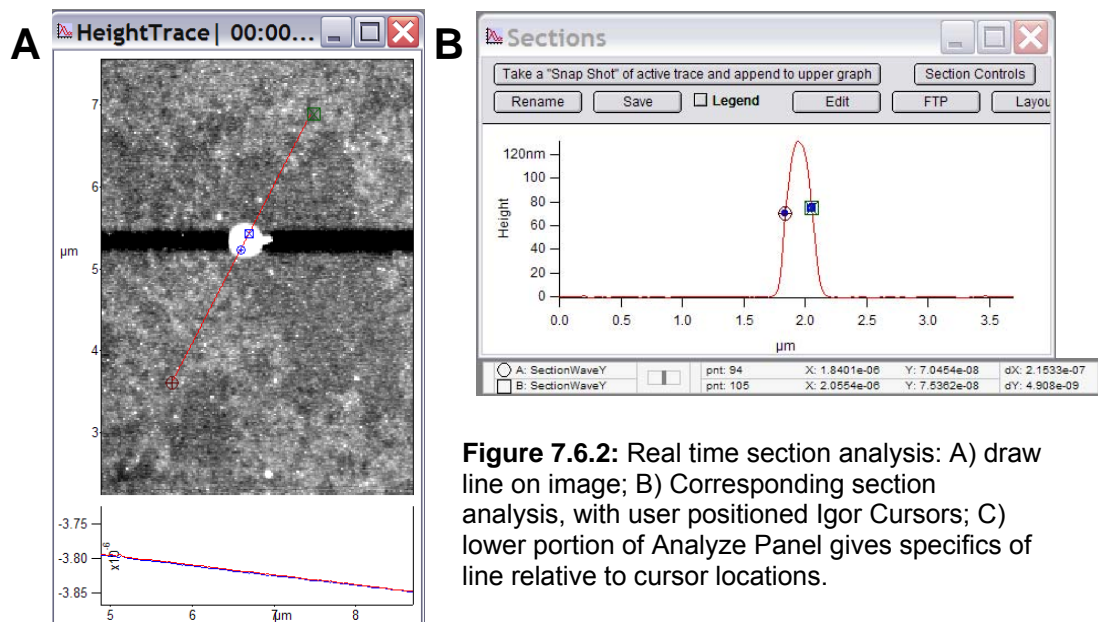 A
HeightTrace | 00:00...
7
6
µm
5
4
3
-3.75
-3.80
-3.85
x10-6
5 6 7 8
µm
B
Sections
Take a "Snap Shot" of active trace and append to upper graph Section Controls
Rename Save Legend Edit FTP Layou
120nm
100
80
60
40
20
0
Height
0.0 0.5 1.0 1.5 2.0 2.5 3.0 3.5
µm
A: SectionWaveY pnt: 94 X: 1.8401e-06 Y: 7.0454e-08 dX: 2.1533e-07
B: SectionWaveY pnt: 105 X: 2.0554e-06 Y: 7.5362e-08 dY: 4.908e-09
Figure 7.6.2: Real time section analysis: A) draw
line on image; B) Corresponding section
analysis, with user positioned Igor Cursors; C)
lower portion of Analyze Panel gives specifics of
line relative to cursor locations.